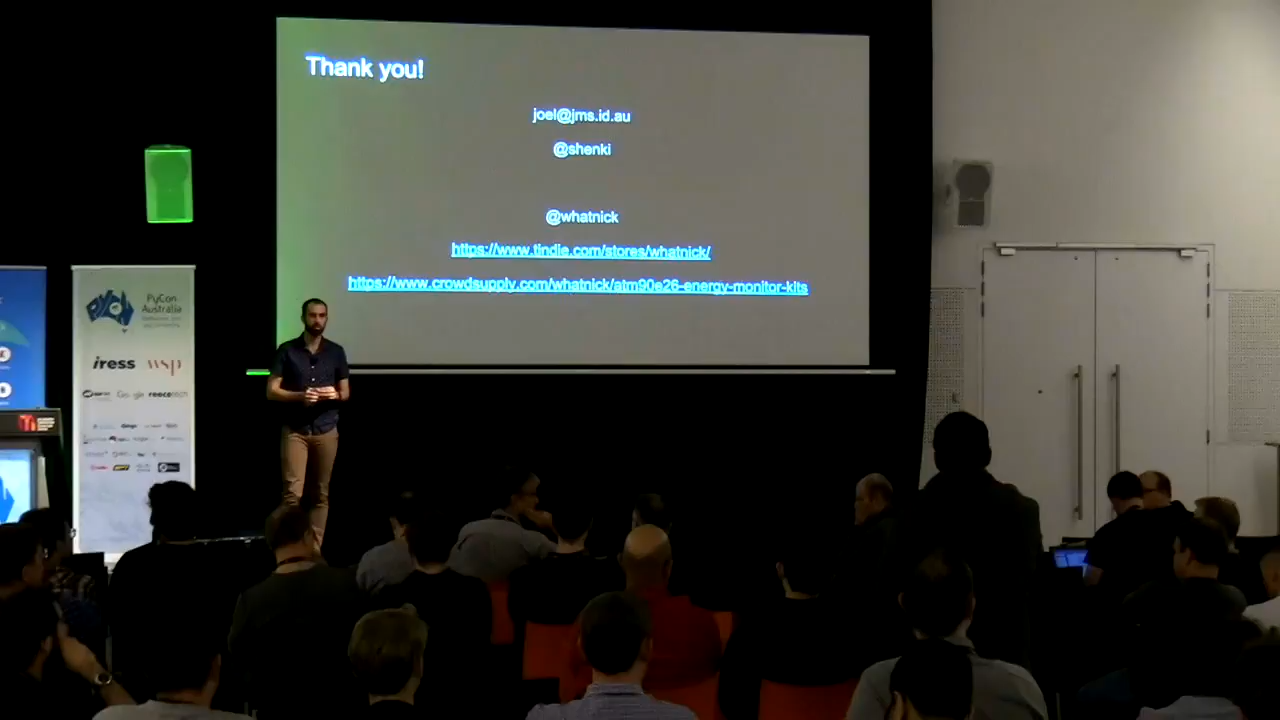 Thank you!
joel@jms.id.au
@shenki
@whatnick
https://www.tindie.com/stores/whatnick/
https://www.crowdsupply.com/whatnick/atm90e26-energy-monitor-kits
PyCon
Australia
iress wsp
Google reecetech